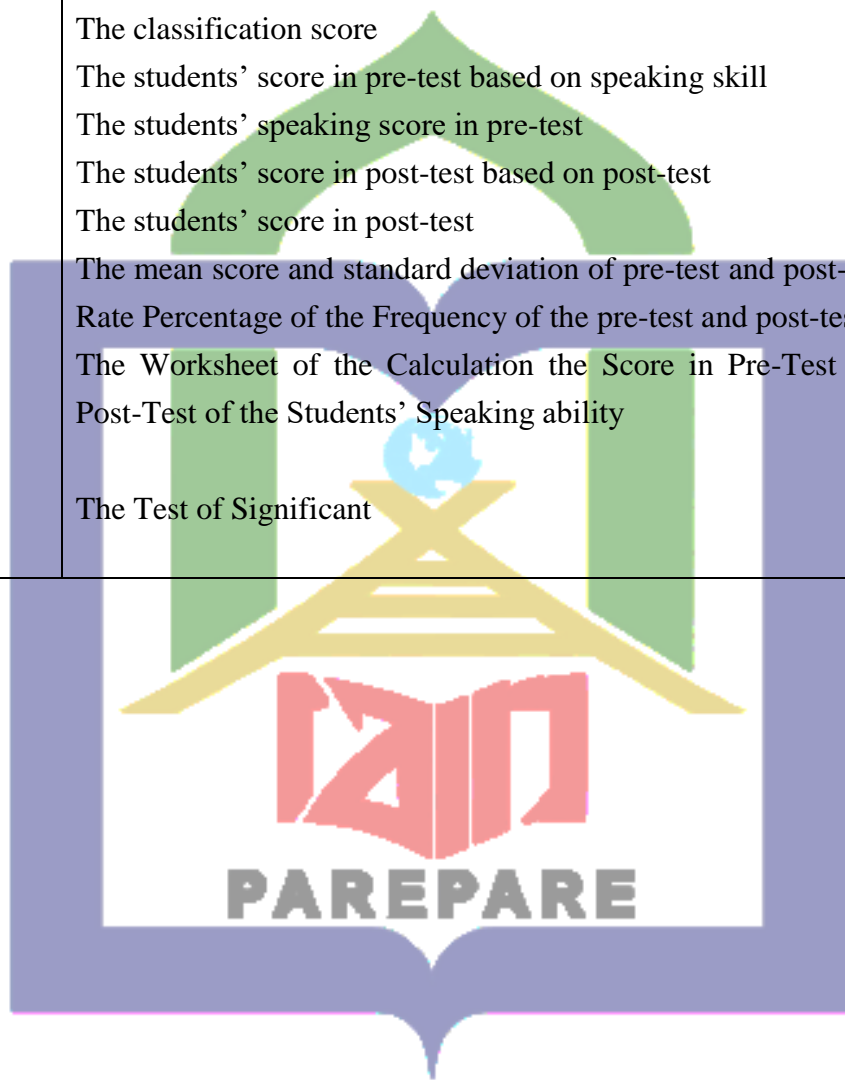 The classification score
The students’ score in pre-test based on speaking skill
The students’ speaking score in pre-test
The students’ score in post-test based on post-test
The students’ score in post-test
The mean score and standard deviation of pre-test and post-
Rate Percentage of the Frequency of the pre-test and post-tes
The Worksheet of the Calculation the Score in Pre-Test
Post-Test of the Students’ Speaking ability
The Test of Significant
iain
PAREPARE